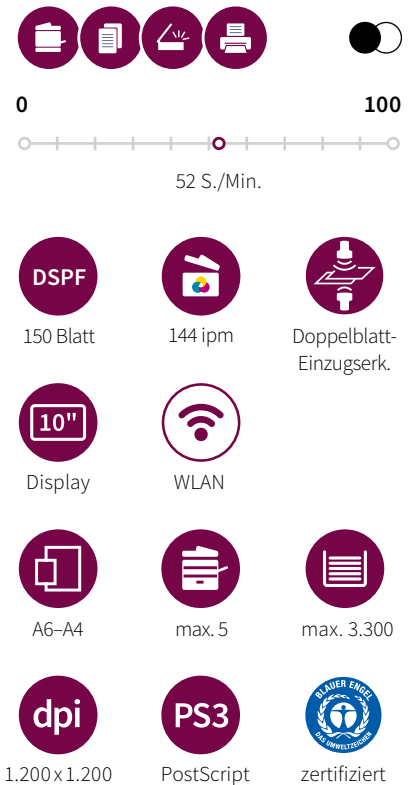 0 100
52 S./Min.
DSPF
150 Blatt
144 ipm
Doppelblatt-
Einzugserk.
10"
Display
WLAN
A6–A4
max. 5
max. 3.300
dpi
1.200 x 1.200
PS3
PostScript
BLAUER ENGEL
DAS UMWELTZEICHEN
zertifiziert